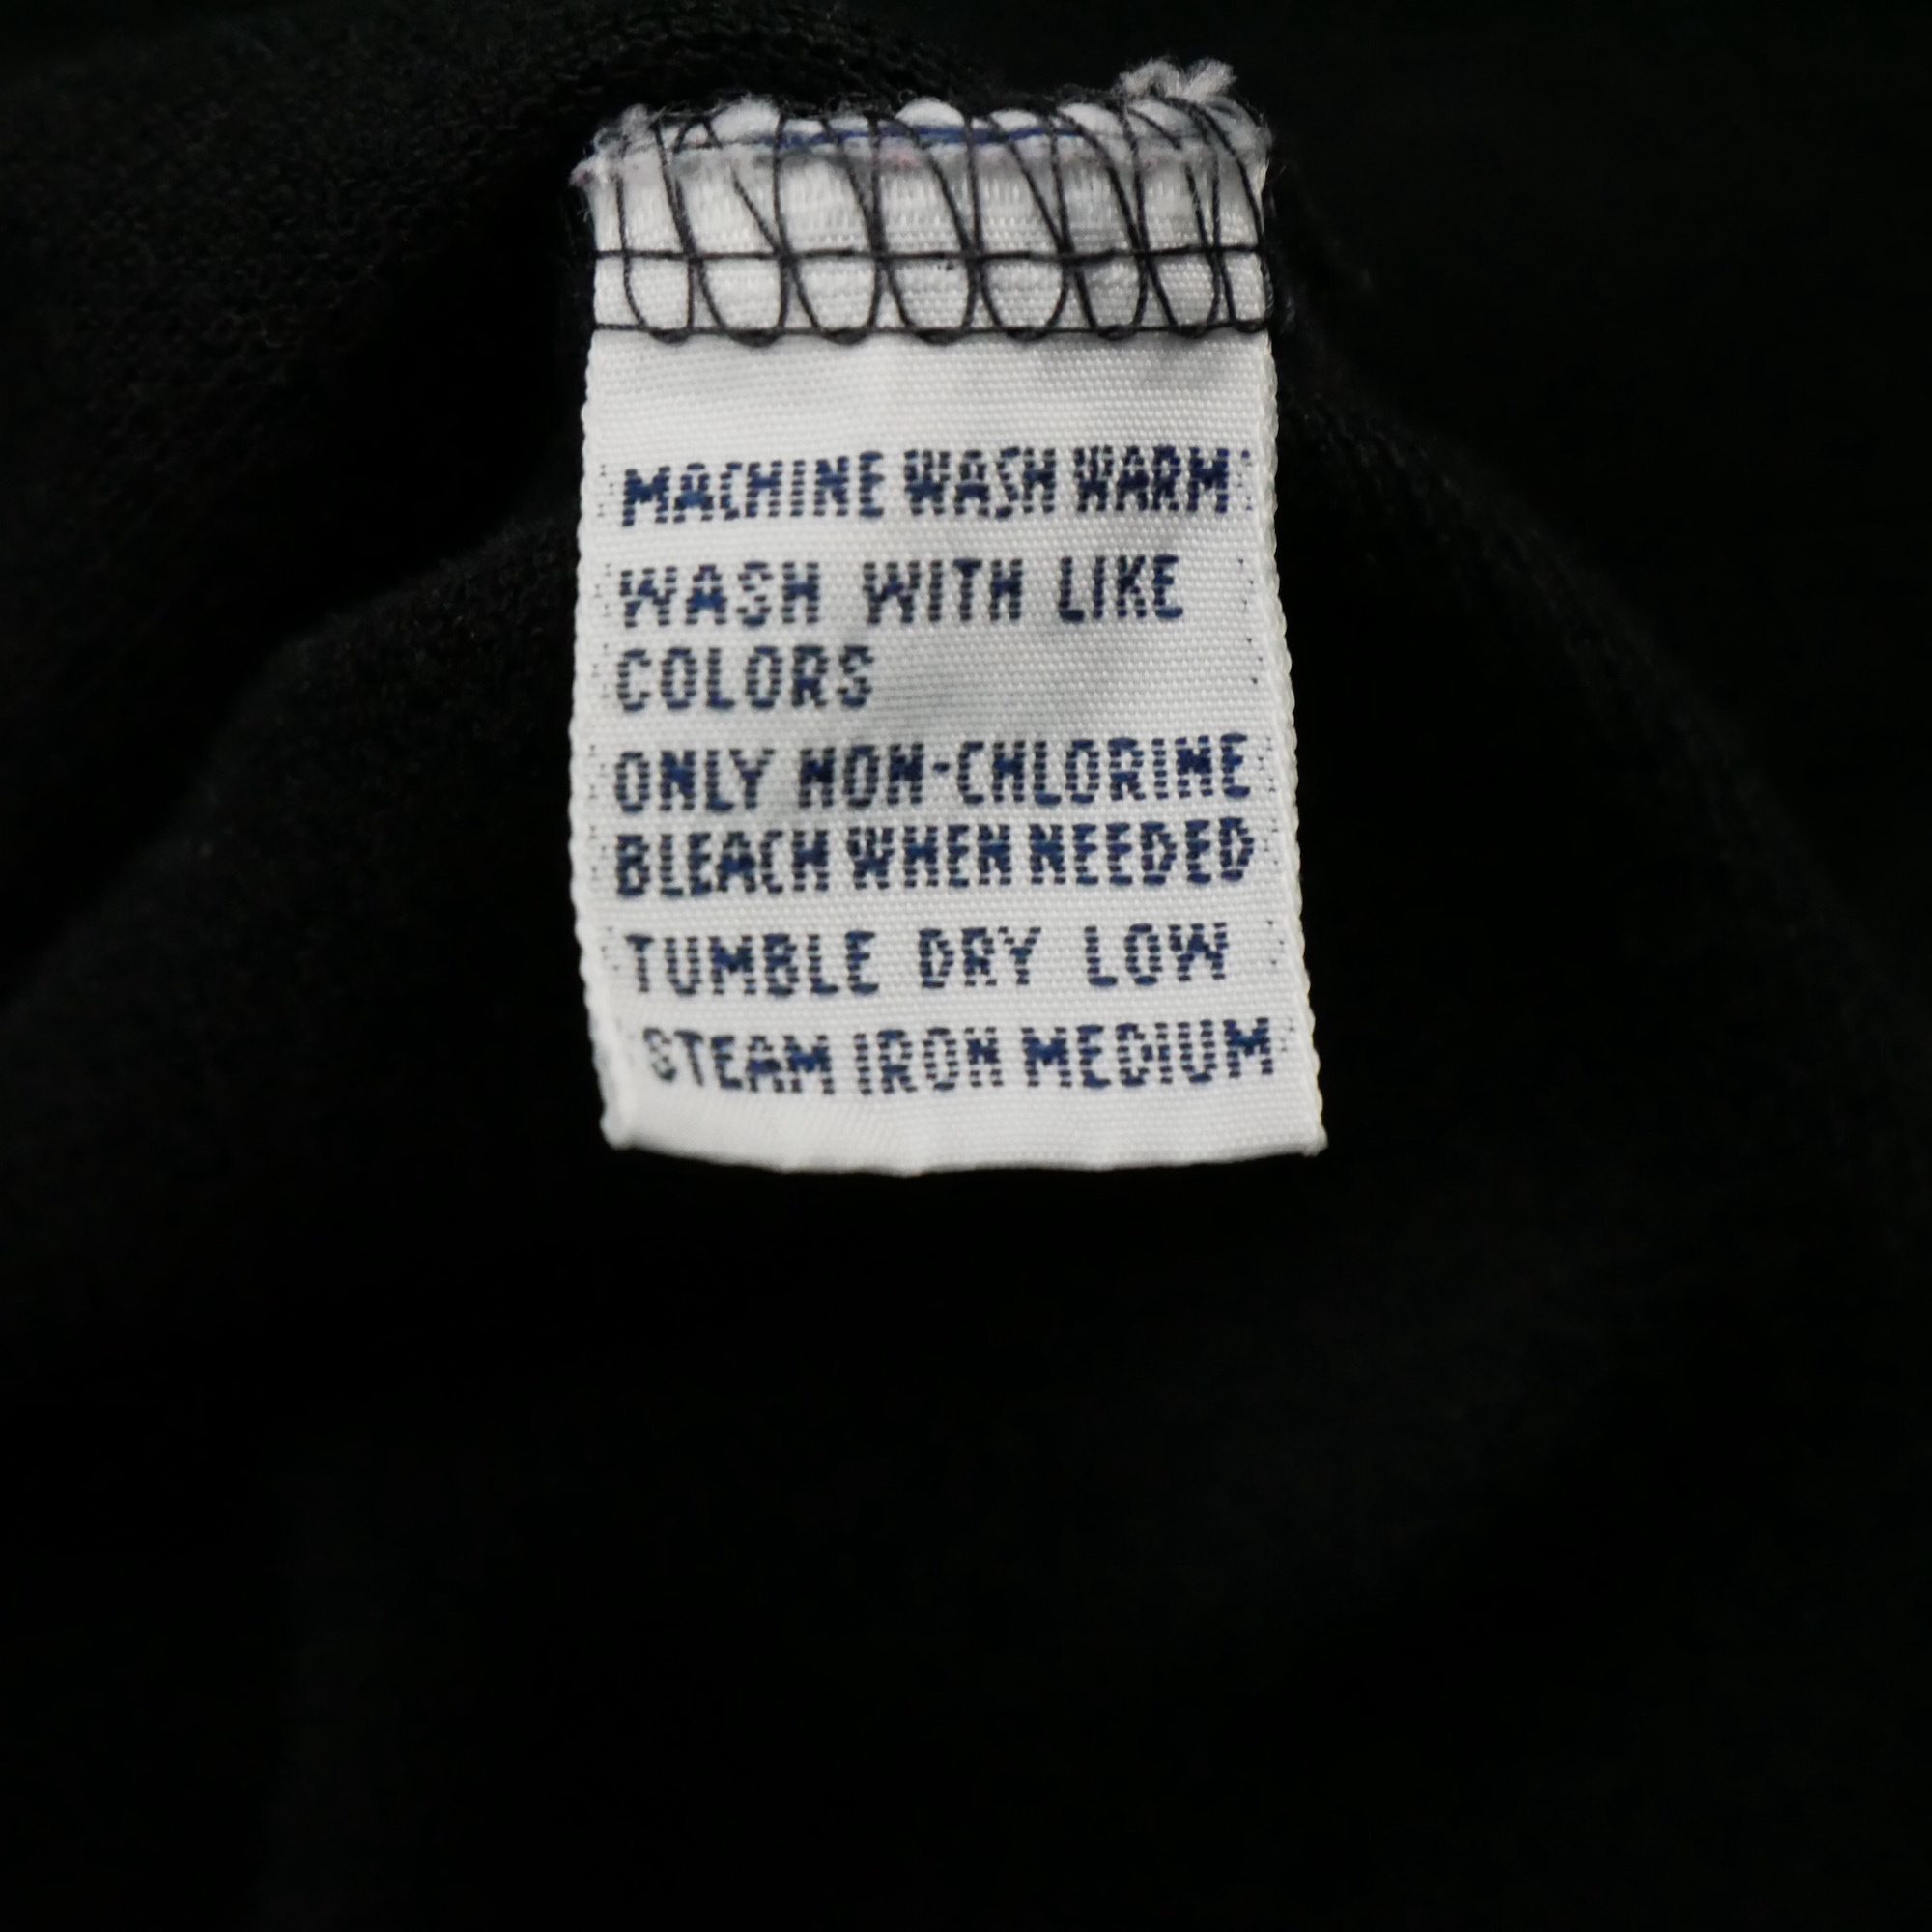 MACHINE WASH WARM
WASH WITH LIKE
COLORS
ONLY NON-CHLORINE
BLEACH WHEN NEEDED
TUMBLE DRY LOW
STEAM IRON MEDIUM